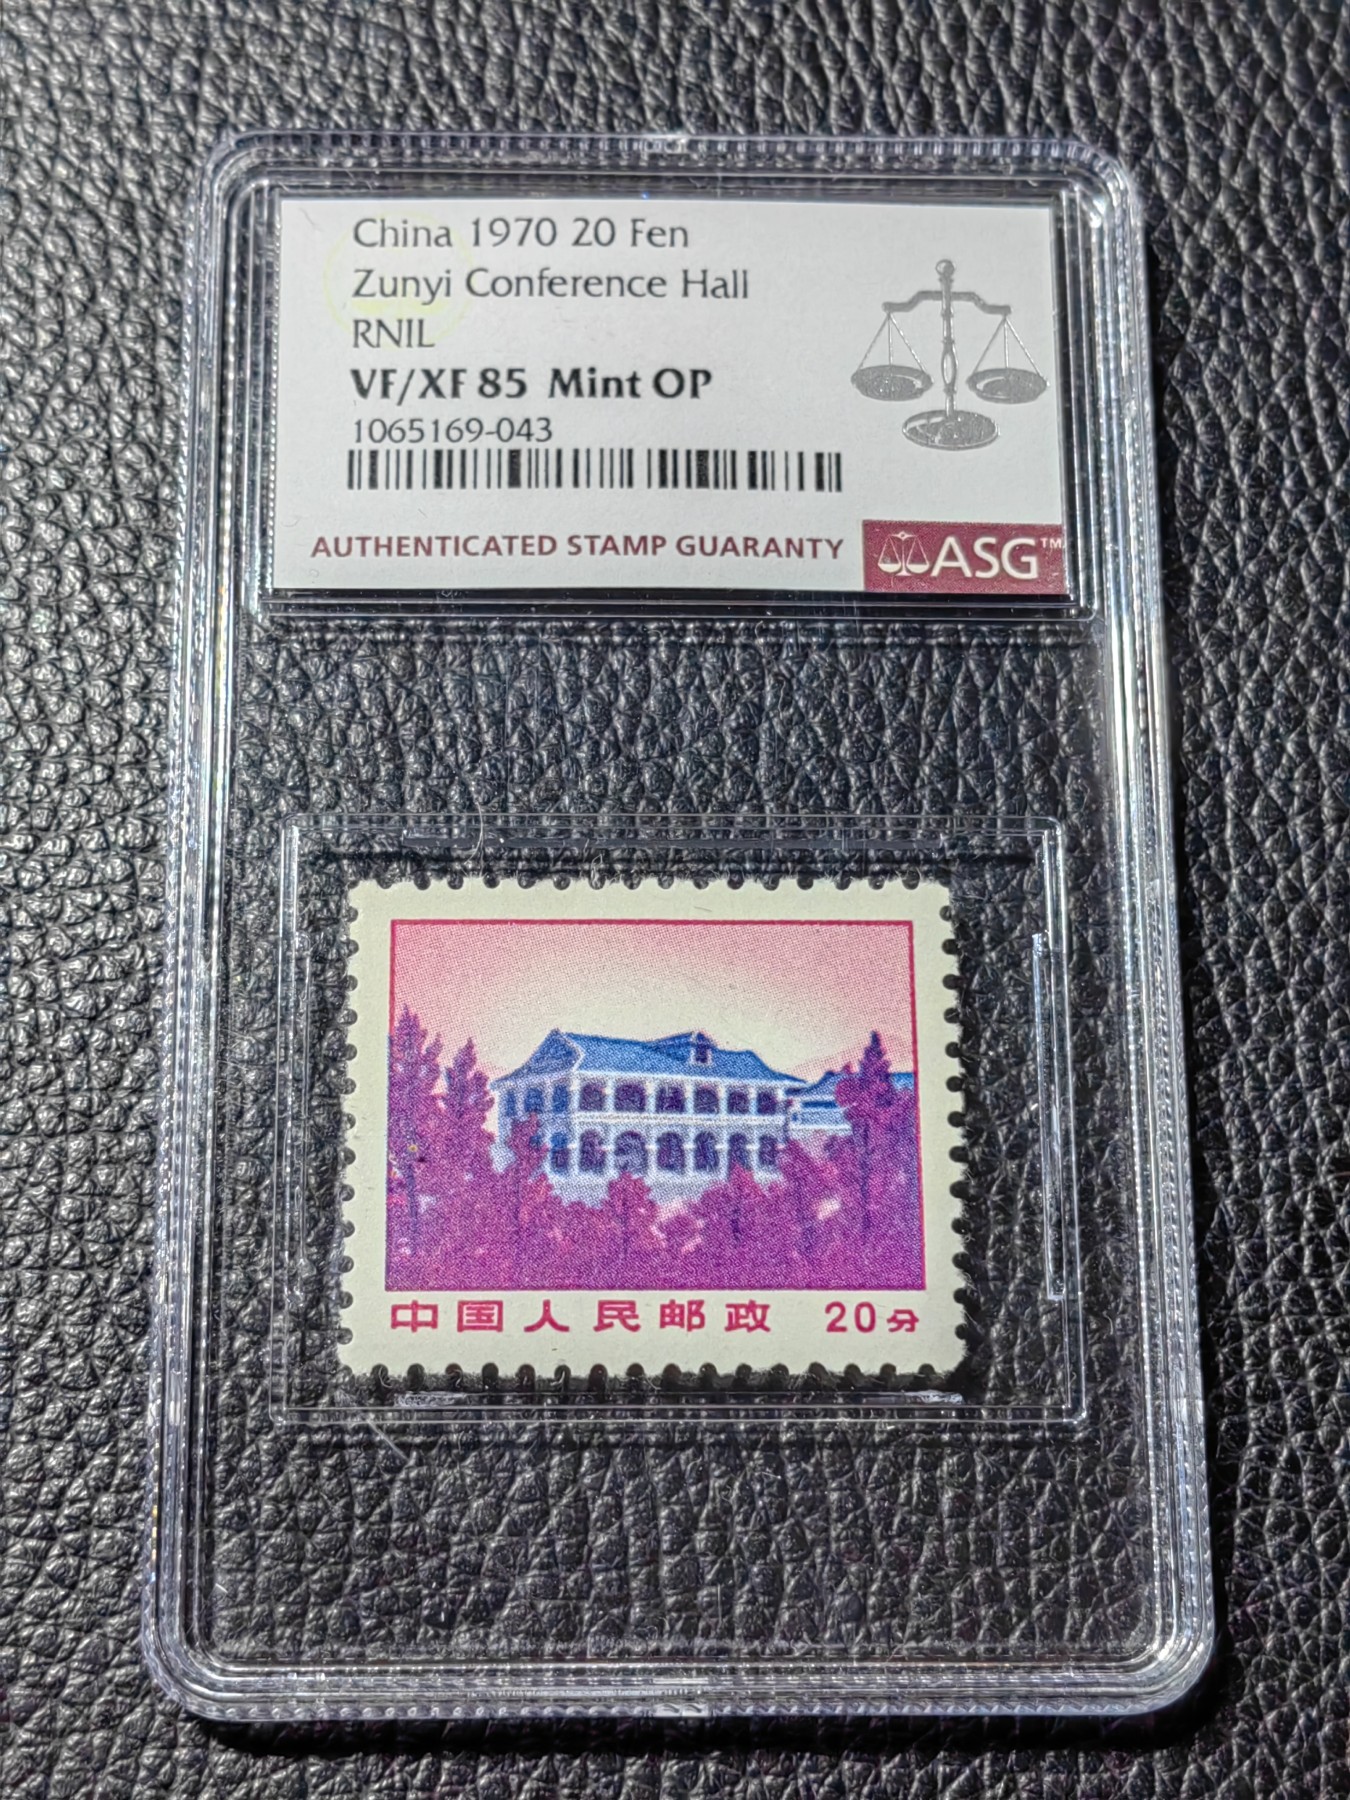 China 1970 20 Fen
Zunyi Conference Hall
RNIL
VF/XF 85 Mint OP
1065169-043
AUTHENTICATED STAMP GUARANTY
ASG™
中国人民邮政 20分